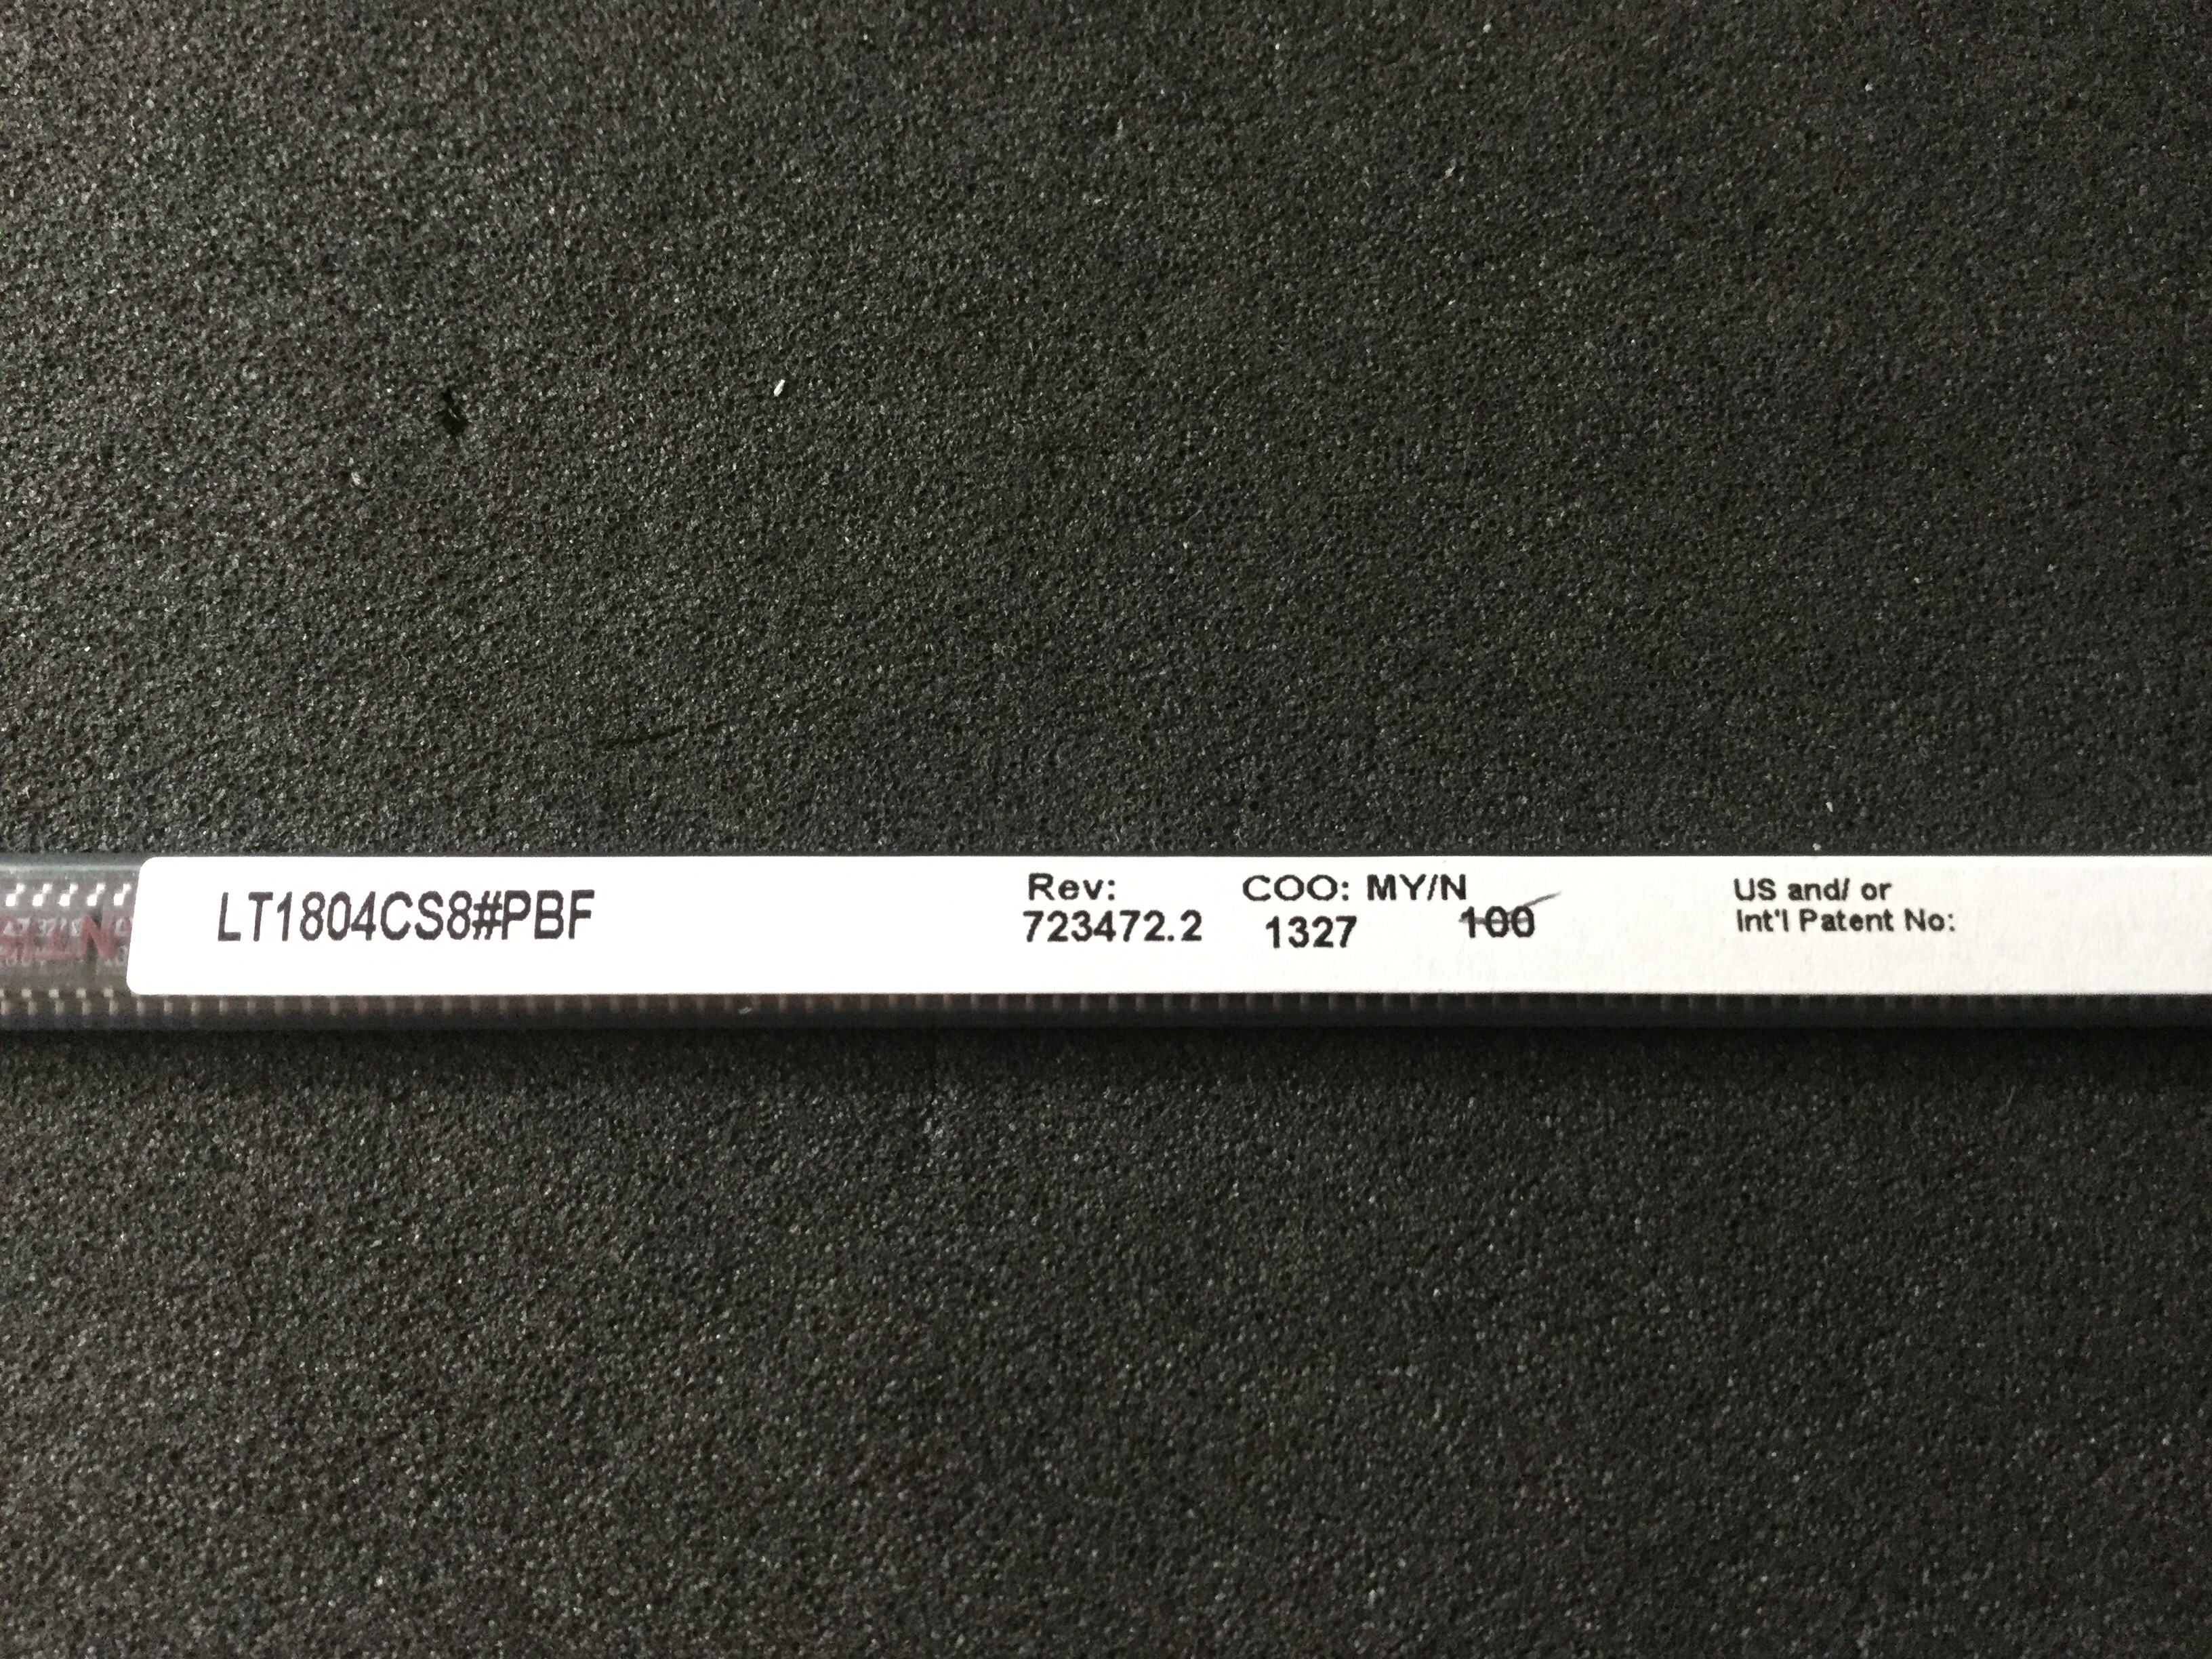 LT1804CS8#PBF
Rev: COO: MY/N
723472.2 1327 100
US and/ or
Int'l Patent No: